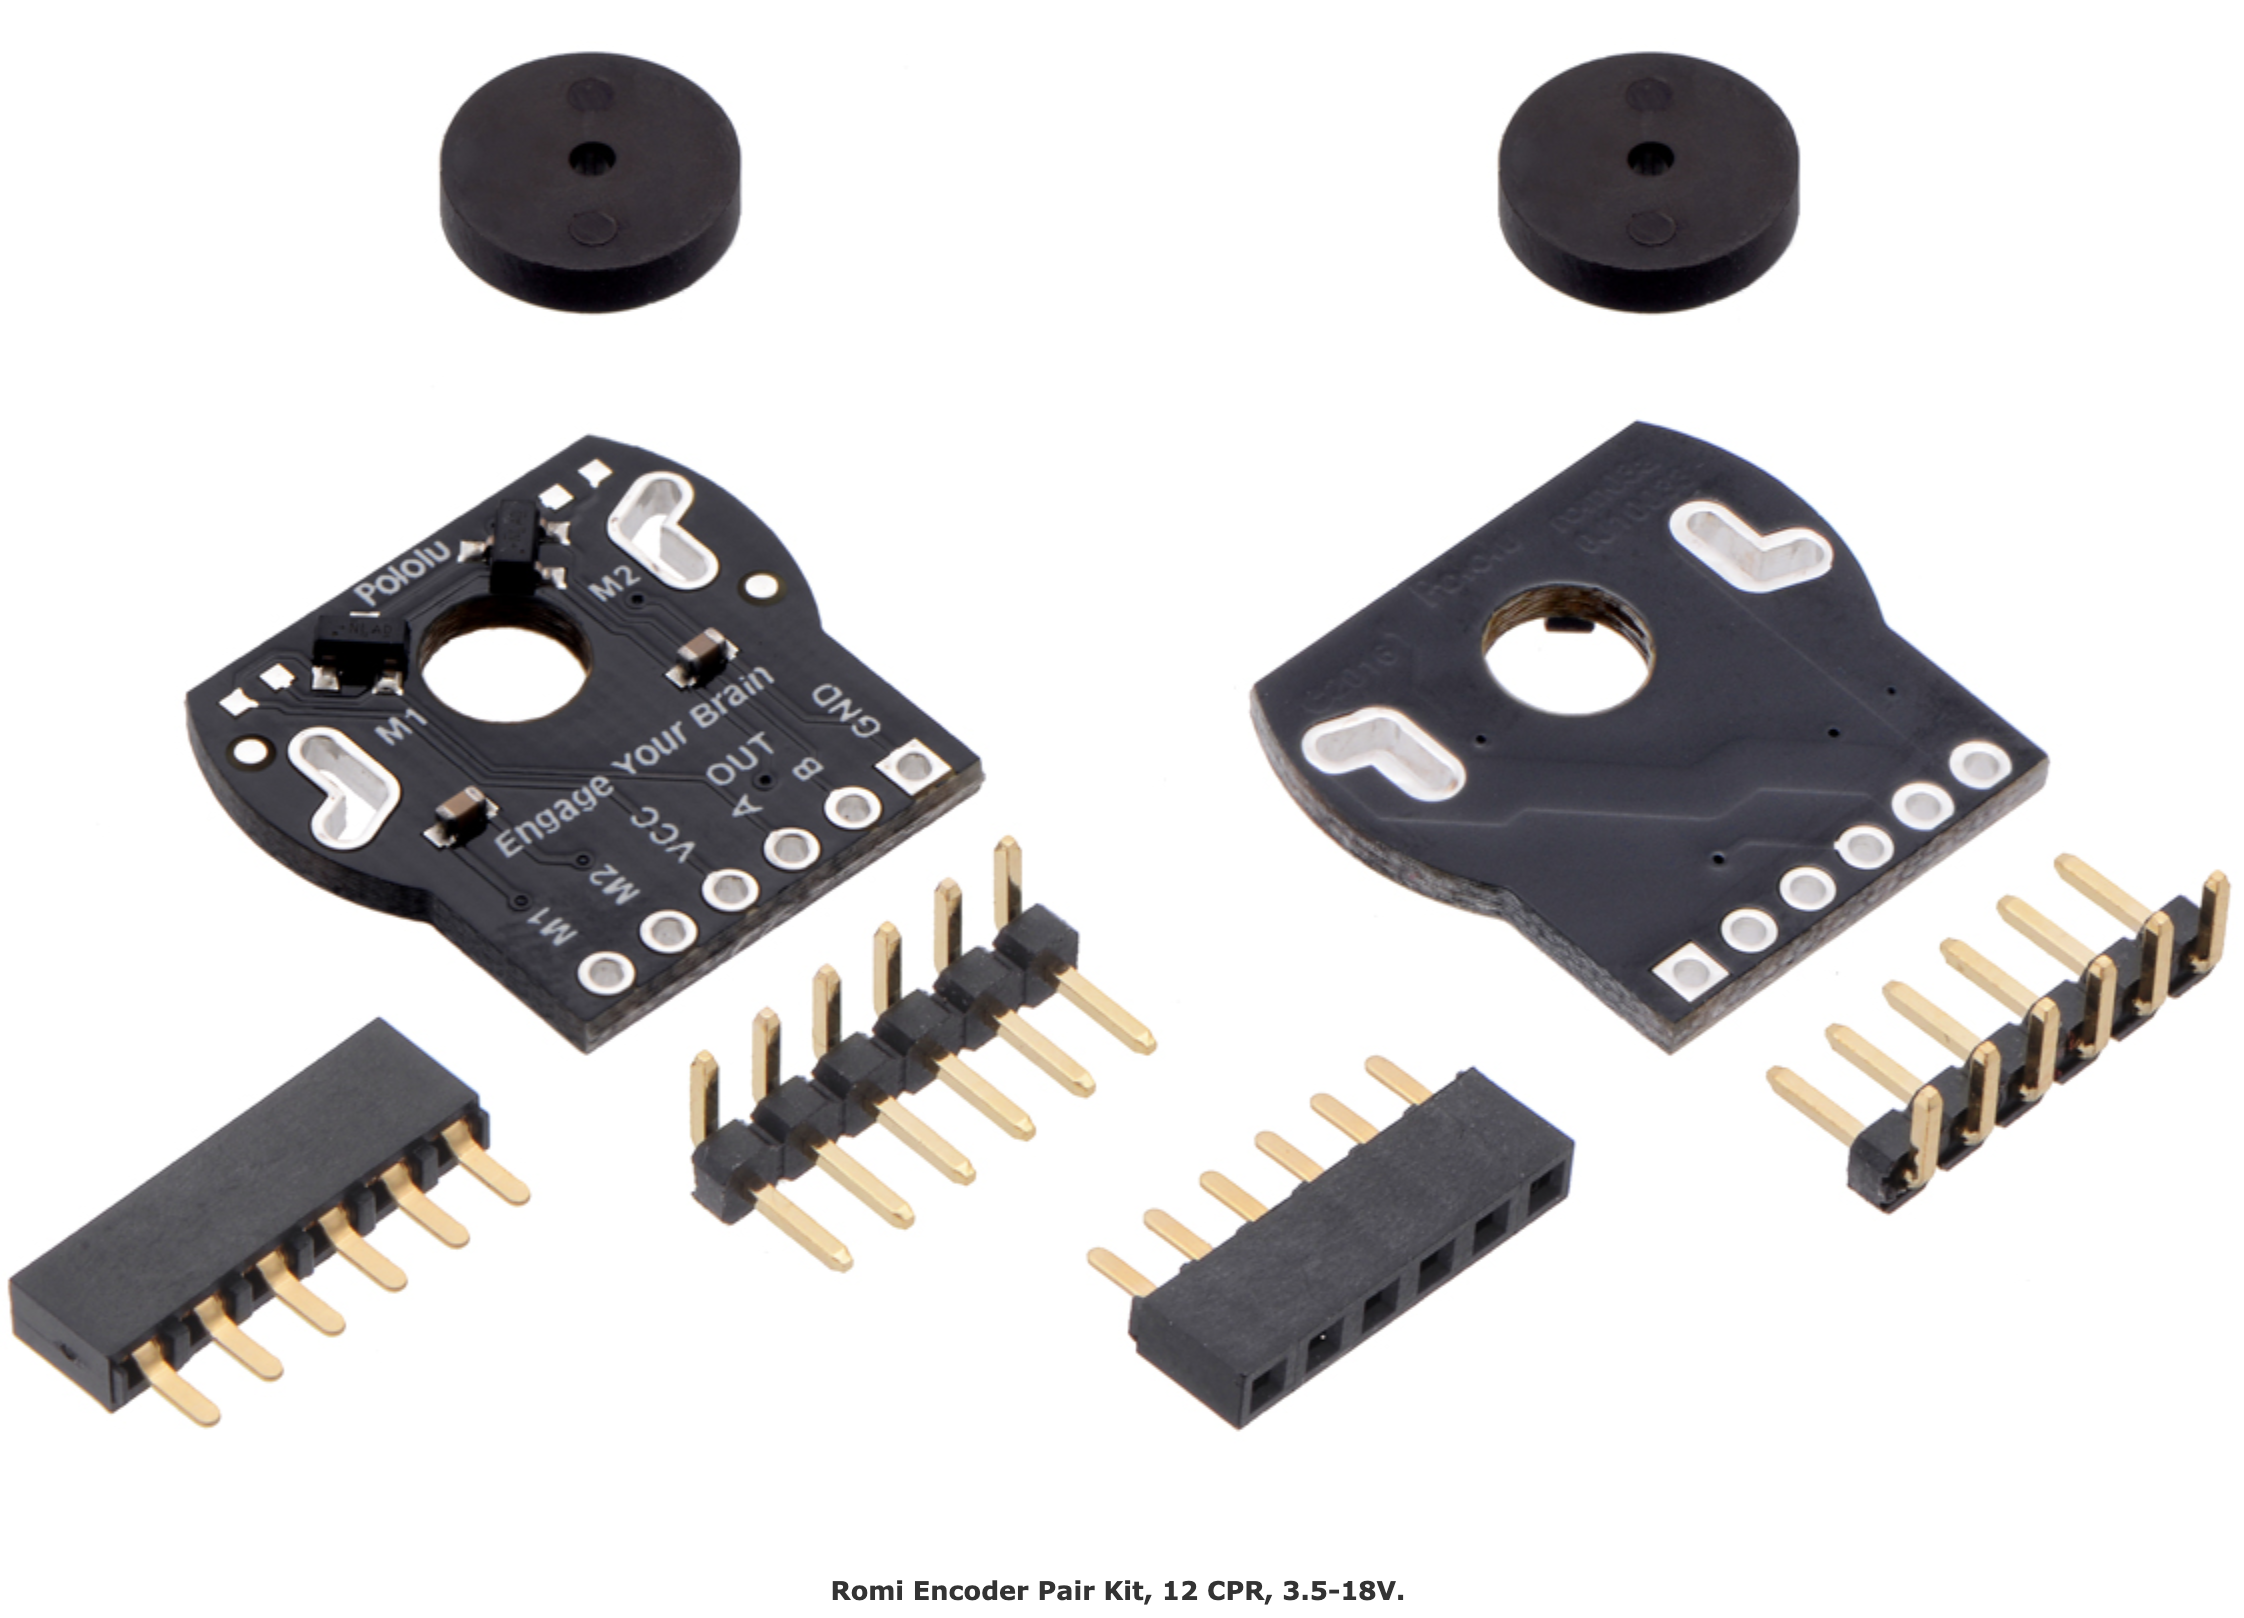 Pololu
M2
M1
Engage Your Brain
GND
OUT
B
A
VCC
M2
M1
Romi Encoder Pair Kit, 12 CPR, 3.5-18V.